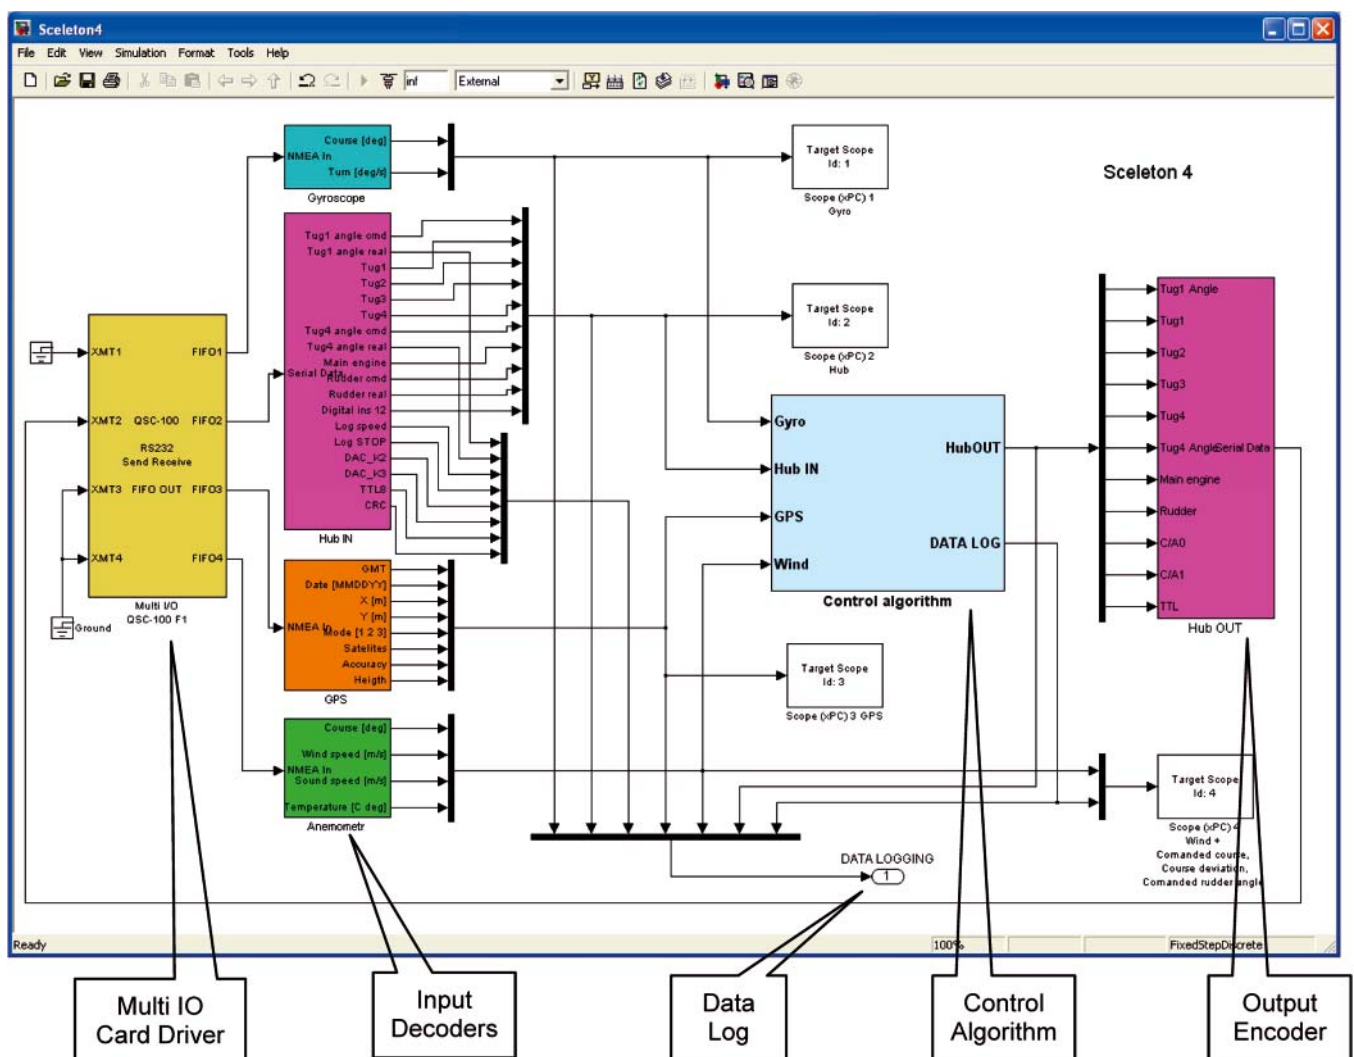 Sceleton4
File Edit View Simulation Format Tools Help
inf External
Sceleton 4
Course [deg]
NMEA In
Turn [deg/s]
Gyroscope
Target Scope
Id: 1
Scope (xPC) 1
Gyro
Tug1 angle cmd
Tug1 angle real
Tug1
Tug2
Tug3
Tug4
Tug4 angle cmd
Tug4 angle real
Main engine
Serial Data
Rudder cmd
Rudder real
Digital ins 12
Log speed
Log STOP
DAC_K2
DAC_K3
TTL8
CRC
Hub IN
Target Scope
Id: 2
Scope (xPC) 2
Hub
XMT1 FIFO1
XMT2 QSC-100 FIFO2
RS232
Send Receive
XMT3 FIFO OUT FIFO3
XMT4 FIFO4
Multi I/O
QSC-100 F1
Ground
GMT
Date [MMDDYY]
X [m]
Y [m]
NMEA In
Mode [1 2 3]
Satelites
Accuracy
Heigth
GPS
Course [deg]
Wind speed [m/s]
NMEA In
Sound speed [m/s]
Temperature [C deg]
Anemometr
Gyro
HubOUT
Hub IN
GPS
DATA LOG
Wind
Control algorithm
Target Scope
Id: 3
Scope (xPC) 3 GPS
Tug1 Angle
Tug1
Tug2
Tug3
Tug4
Tug4 Angle Serial Data
Main engine
Rudder
C/A0
C/A1
TTL
Hub OUT
Target Scope
Id: 4
Scope (xPC) 4
Wind +
Comanded course,
Course deviation,
Comanded rudder angle
DATA LOGGING
1
Ready 100% FixedStepDiscrete
Multi IO
Card Driver
Input
Decoders
Data
Log
Control
Algorithm
Output
Encoder